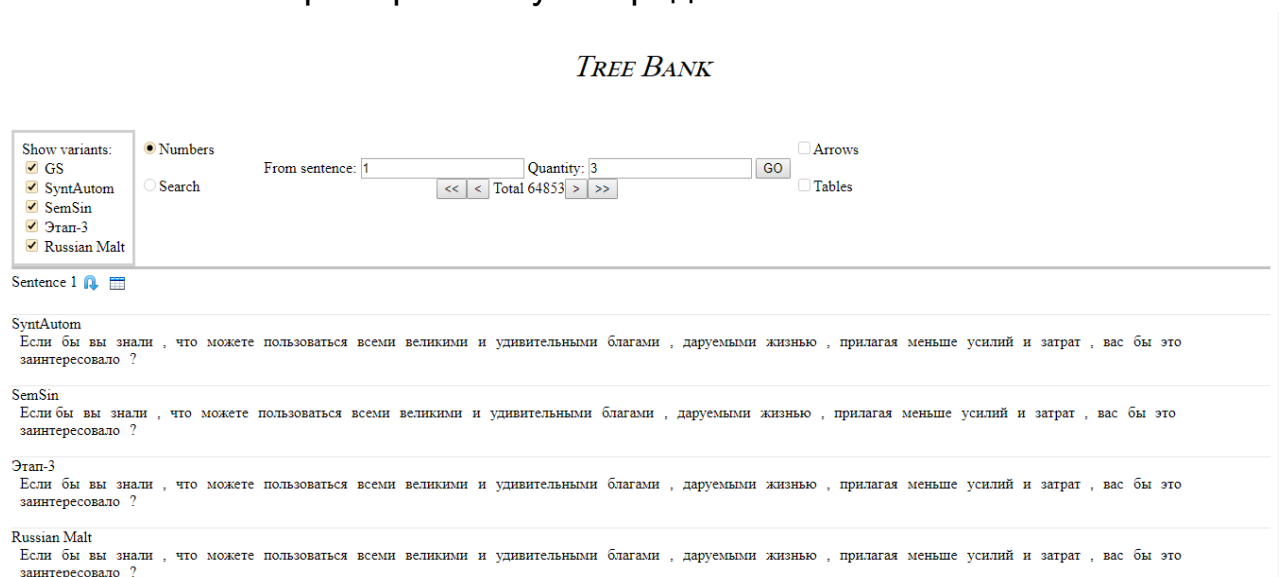 TREE BANK
Show variants:
GS
SyntAutom
SemSin
Этап-3
Russian Malt
Numbers
Search
From sentence: 1 Quantity: 3 GO
<< < Total 64853 > >>
Arrows
Tables
Sentence 1
SyntAutom
Если бы вы знали , что можете пользоваться всеми великими и удивительными благами , даруемыми жизнью , прилагая меньше усилий и затрат , вас бы это
заинтересовало ?
SemSin
Если бы вы знали , что можете пользоваться всеми великими и удивительными благами , даруемыми жизнью , прилагая меньше усилий и затрат , вас бы это
заинтересовало ?
Этап-3
Если бы вы знали , что можете пользоваться всеми великими и удивительными благами , даруемыми жизнью , прилагая меньше усилий и затрат , вас бы это
заинтересовало ?
Russian Malt
Если бы вы знали , что можете пользоваться всеми великими и удивительными благами , даруемыми жизнью , прилагая меньше усилий и затрат , вас бы это
заинтересовало ?